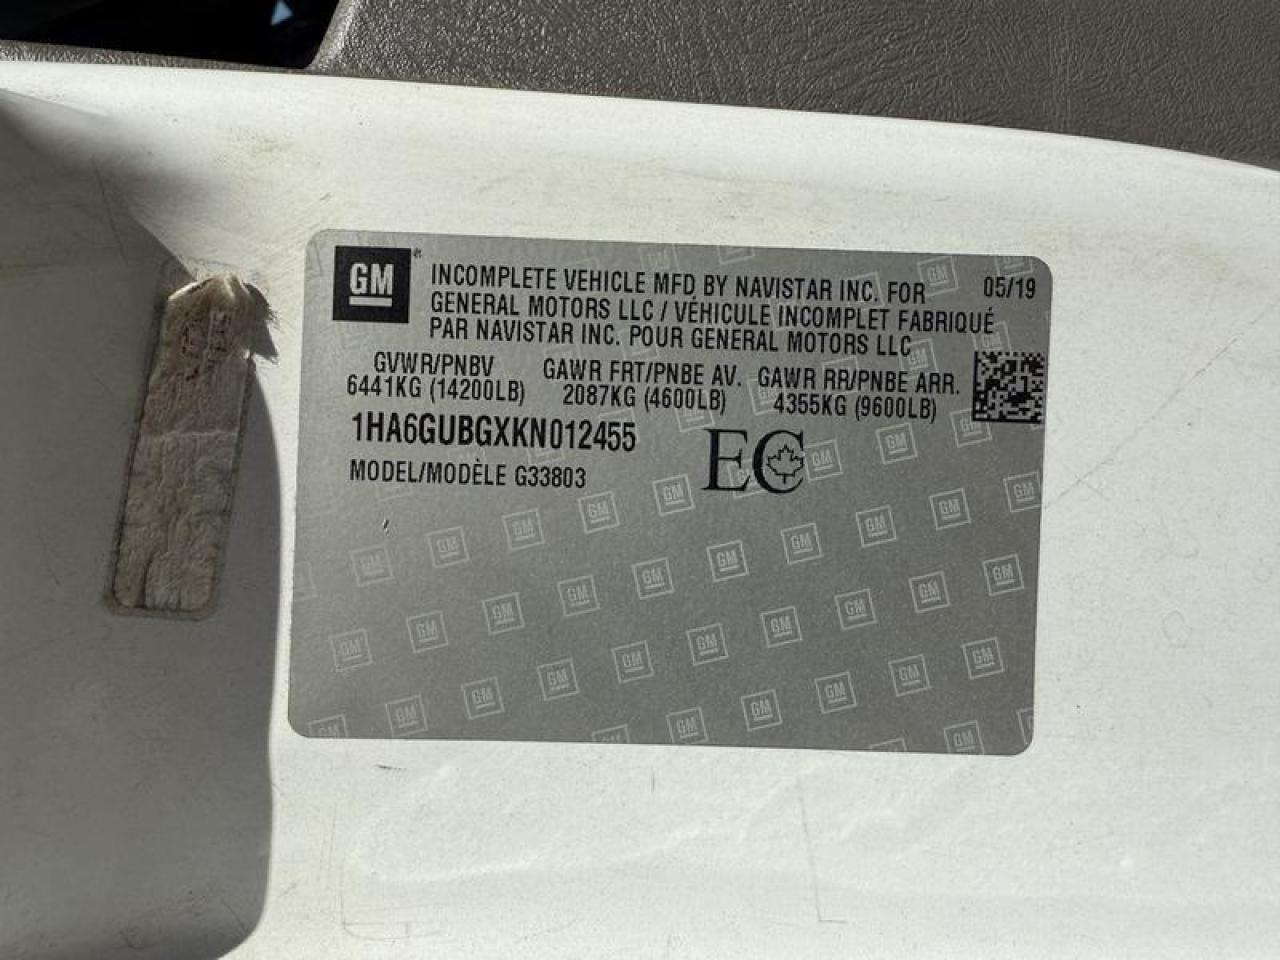 GM
INCOMPLETE VEHICLE MFD BY NAVISTAR INC. FOR
GENERAL MOTORS LLC / VÉHICULE INCOMPLET FABRIQUÉ
PAR NAVISTAR INC. POUR GENERAL MOTORS LLC
05/19
GVWR/PNBV
6441KG (14200LB)
GAWR FRT/PNBE AV.
2087KG (4600LB)
GAWR RR/PNBE ARR.
4355KG (9600LB)
1HA6GUBGXKN012455
MODEL/MODÈLE G33803
EC